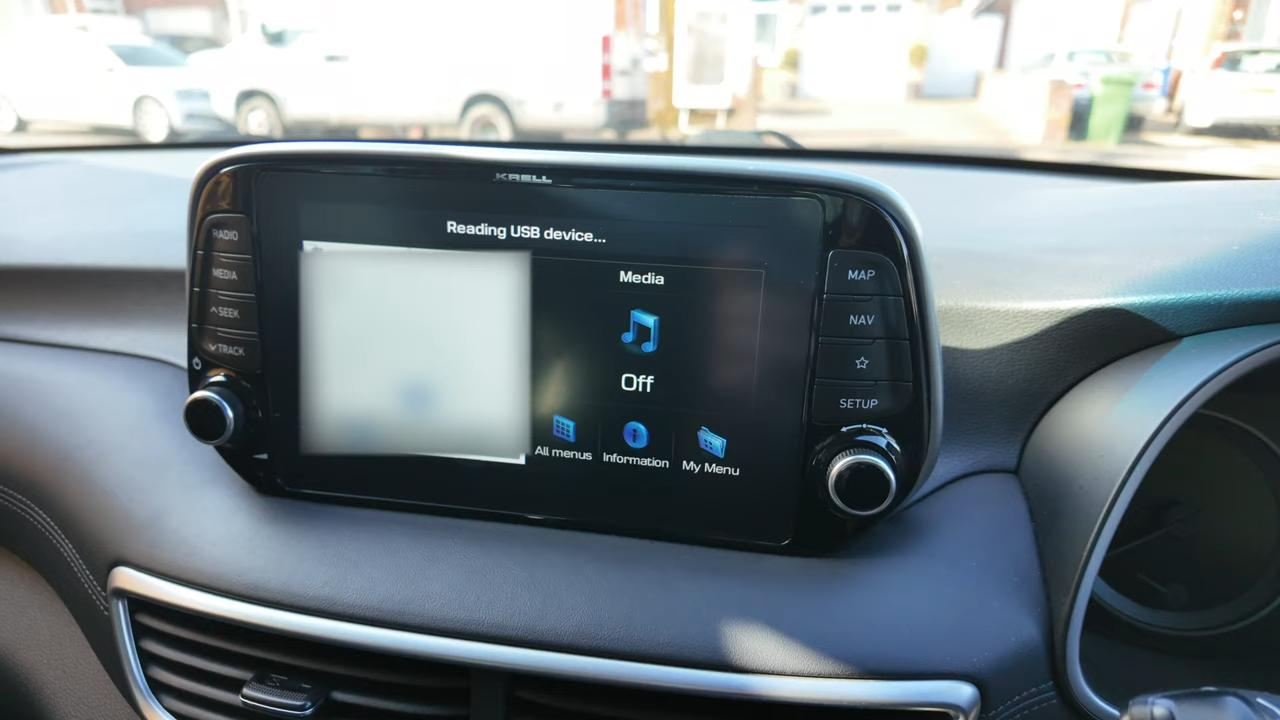 KRELL
RADIO
MEDIA
SEEK
TRACK
Reading USB device...
Media
Off
All menus
Information
My Menu
MAP
NAV
SETUP